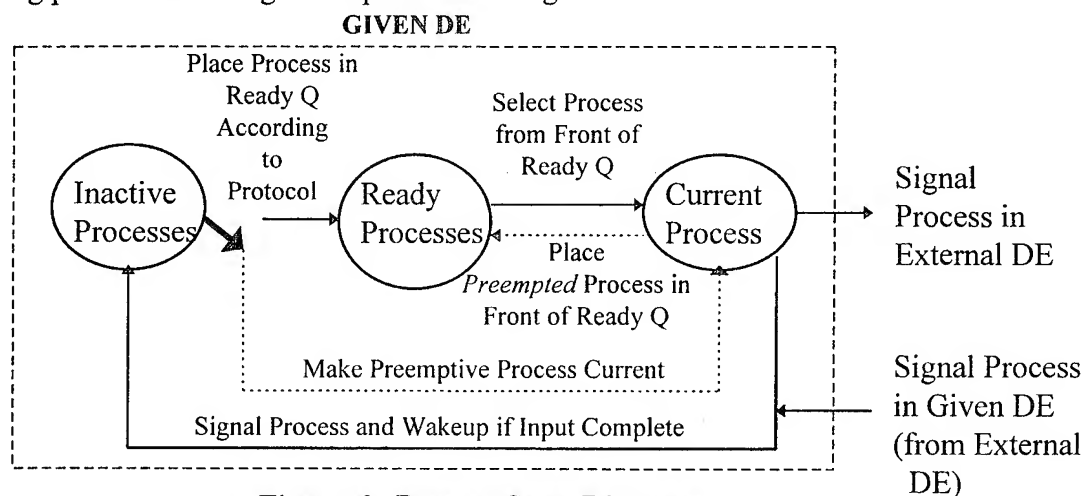 GIVEN DE
Place Process in
Ready Q
According
to
Protocol
Select Process
from Front of
Ready Q
Inactive
Processes
Ready
Processes
Current
Process
Signal
Process in
External DE
Place
Preempted Process in
Front of Ready Q
Make Preemptive Process Current
Signal Process and Wakeup if Input Complete
Signal Process
in Given DE
(from External
DE)